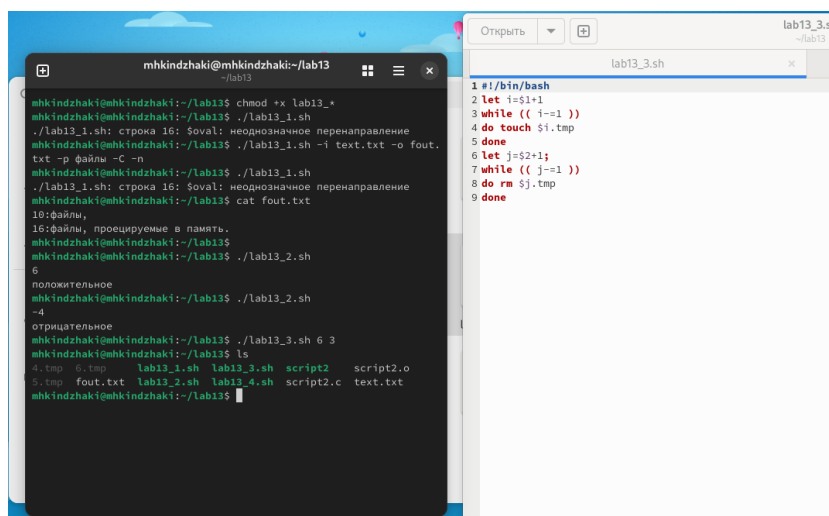 mhkindzhaki@mhkindzhaki:~/lab13
~/lab13
mhkindzhaki@mhkindzhaki:~/lab13$ chmod +x lab13_*
mhkindzhaki@mhkindzhaki:~/lab13$ ./lab13_1.sh
./lab13_1.sh: строка 16: $oval: неоднозначное перенаправление
mhkindzhaki@mhkindzhaki:~/lab13$ ./lab13_1.sh -i text.txt -o fout.
txt -p файлы -C -n
mhkindzhaki@mhkindzhaki:~/lab13$ ./lab13_1.sh
./lab13_1.sh: строка 16: $oval: неоднозначное перенаправление
mhkindzhaki@mhkindzhaki:~/lab13$ cat fout.txt
10:файлы,
16:файлы, проецируемые в память.
mhkindzhaki@mhkindzhaki:~/lab13$
mhkindzhaki@mhkindzhaki:~/lab13$ ./lab13_2.sh
6
положительное
mhkindzhaki@mhkindzhaki:~/lab13$ ./lab13_2.sh
-4
отрицательное
mhkindzhaki@mhkindzhaki:~/lab13$ ./lab13_3.sh 6 3
mhkindzhaki@mhkindzhaki:~/lab13$ ls
4.tmp 6.tmp lab13_1.sh lab13_3.sh script2 script2.o
5.tmp fout.txt lab13_2.sh lab13_4.sh script2.c text.txt
mhkindzhaki@mhkindzhaki:~/lab13$
Открыть
lab13_3.s
~/lab13
lab13_3.sh
1 #!/bin/bash
2 let i=$1+1
3 while (( i-=1 ))
4 do touch $i.tmp
5 done
6 let j=$2+1;
7 while (( j-=1 ))
8 do rm $j.tmp
9 done